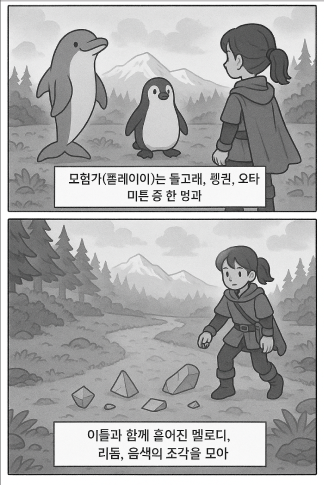 모험가(플레이이)는 돌고래, 펭귄, 오타
미튼 중 한 멍과
이들과 함께 흩어진 멜로디,
리듬, 음색의 조각을 모아